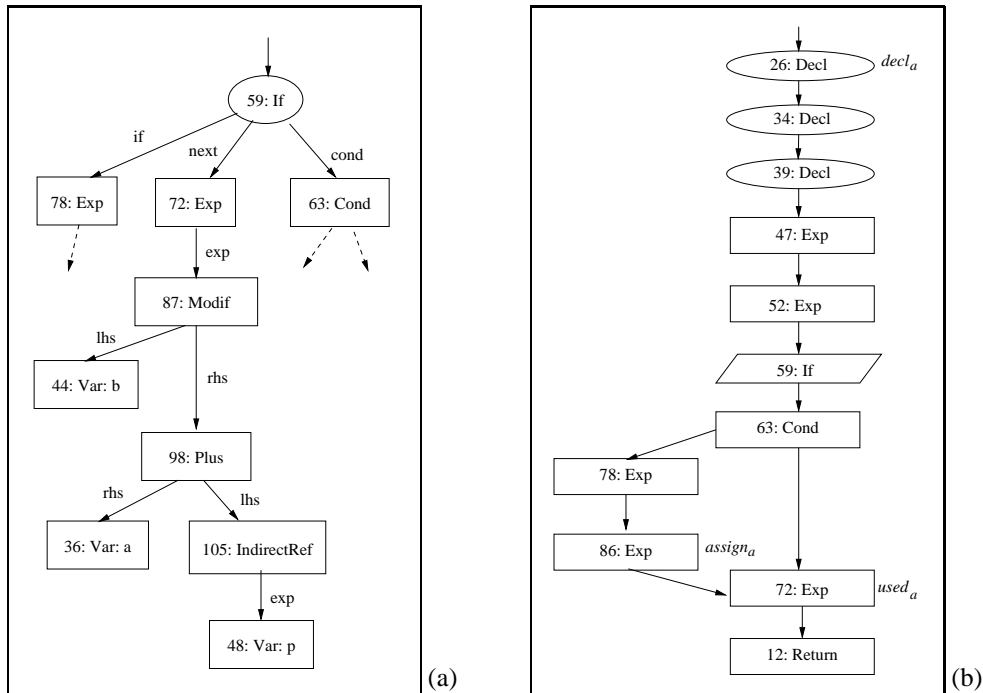 59: If
if
next
cond
78: Exp
72: Exp
63: Cond
exp
87: Modif
lhs
rhs
44: Var: b
98: Plus
rhs
lhs
36: Var: a
105: IndirectRef
exp
48: Var: p
(a)
26: Decl
decl_a
34: Decl
39: Decl
47: Exp
52: Exp
59: If
63: Cond
78: Exp
86: Exp
assign_a
72: Exp
used_a
12: Return
(b)